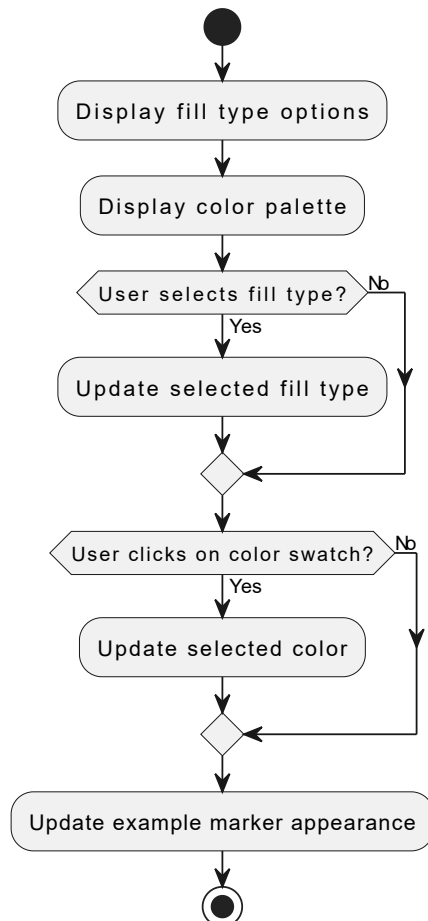 Display fill type options
Display color palette
User selects fill type?
No
Yes
Update selected fill type
User clicks on color swatch?
No
Yes
Update selected color
Update example marker appearance